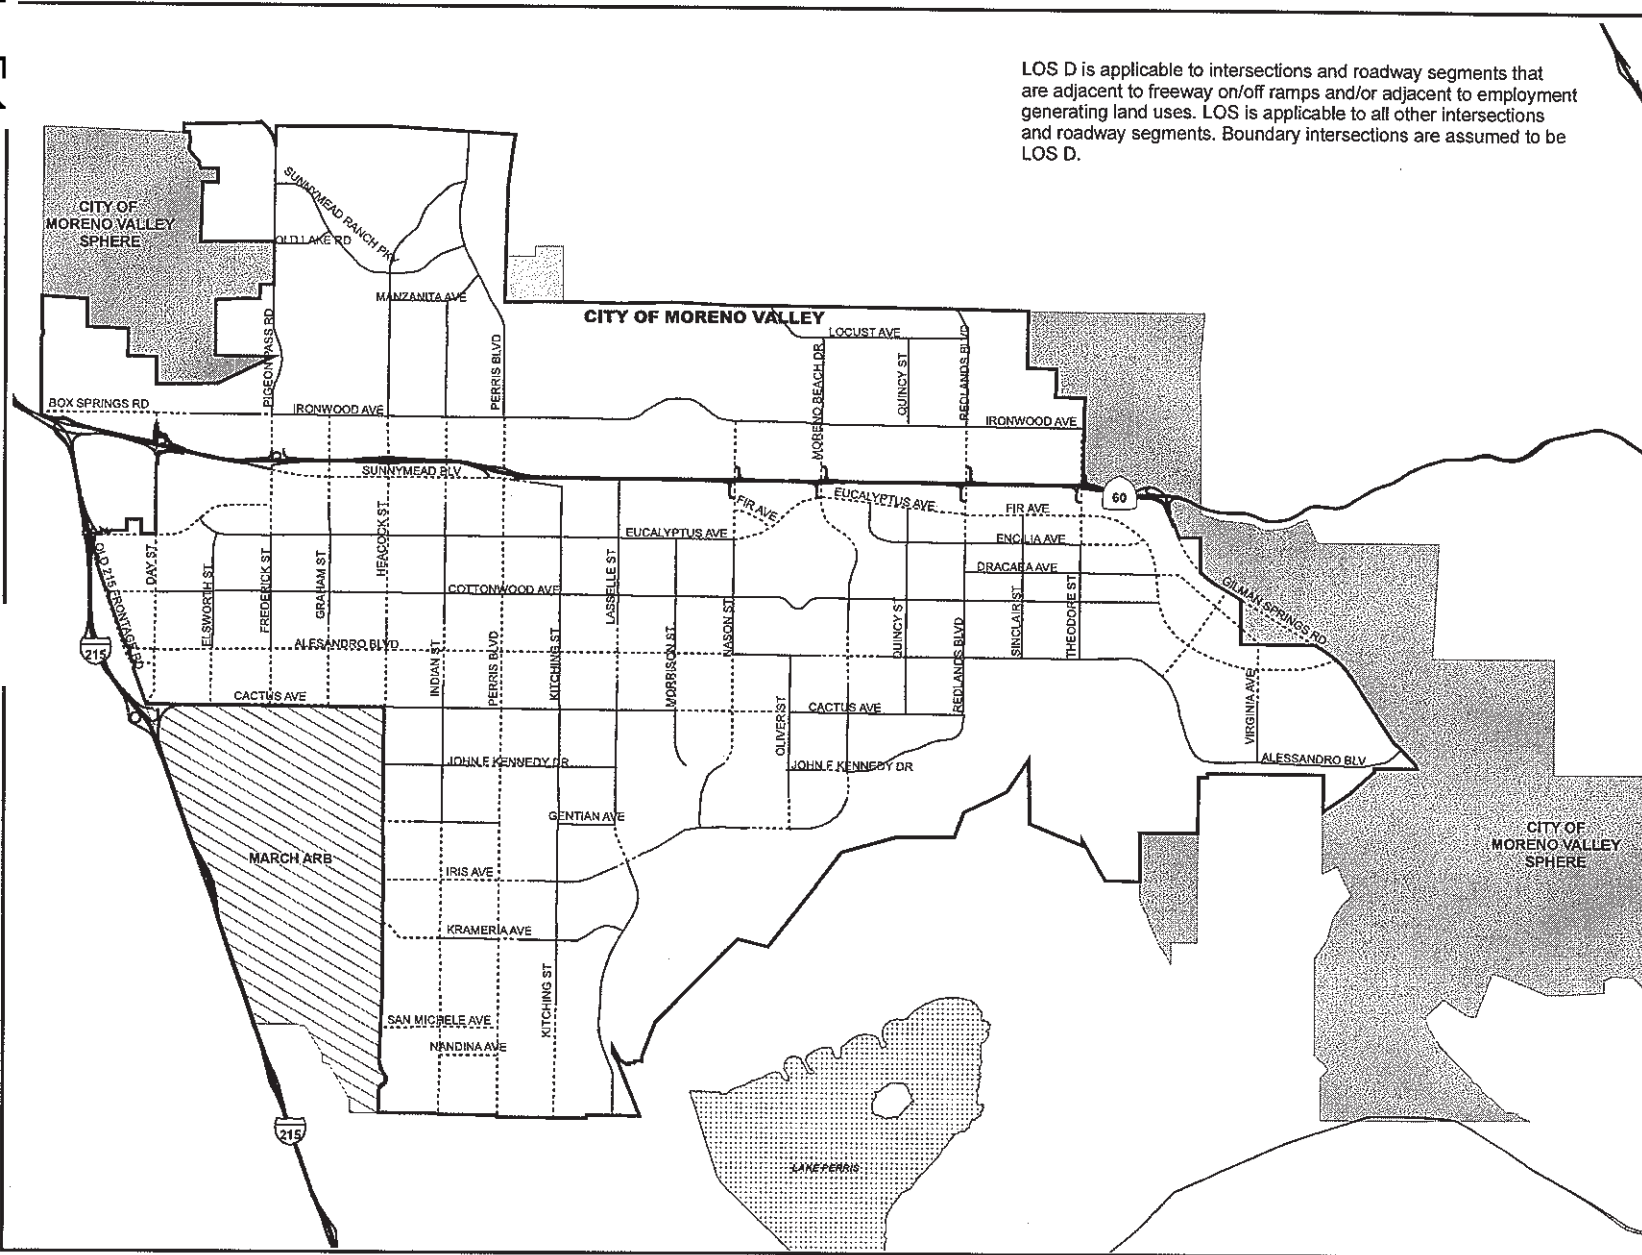 LOS D is applicable to intersections and roadway segments that
are adjacent to freeway on/off ramps and/or adjacent to employment
generating land uses. LOS is applicable to all other intersections
and roadway segments. Boundary intersections are assumed to be
LOS D.
CITY OF
MORENO VALLEY
SPHERE
SUNNYMEAD RANCH PKY
OLD LAKE RD
MANZANITA AVE
CITY OF MORENO VALLEY
LOCUST AVE
PIGEON PASS RD
PERRIS BLVD
MORENO BEACH DR
QUINCY ST
REDLANDS BLVD
BOX SPRINGS RD
IRONWOOD AVE
IRONWOOD AVE
SUNNYMEAD BLV
60
EUCALYPTUS AVE
FIR AVE
FIR AVE
EUCALYPTUS AVE
ENCILIA AVE
HEACOCK ST
OLD 215 FRONTAGE RD
DAY ST
ELSWORTH ST
FREDERICK ST
GRAHAM ST
LASSELLE ST
DRACAEA AVE
COTTONWOOD AVE
GILMAN SPRINGS RD
NASON ST
QUINCY ST
SINCLAIR ST
THEODORE ST
215
ALESANDRO BLVD
INDIAN ST
PERRIS BLVD
KITCHING ST
MORRISON ST
REDLANDS BLVD
CACTUS AVE
CACTUS AVE
OLIVER ST
VIRGINIA AVE
JOHN F KENNEDY DR
JOHN F KENNEDY DR
ALESSANDRO BLV
GENTIAN AVE
MARCH ARB
IRIS AVE
CITY OF
MORENO VALLEY
SPHERE
KRAMERIA AVE
KITCHING ST
SAN MICHELE AVE
NANDINA AVE
215
LAKE PERRIS